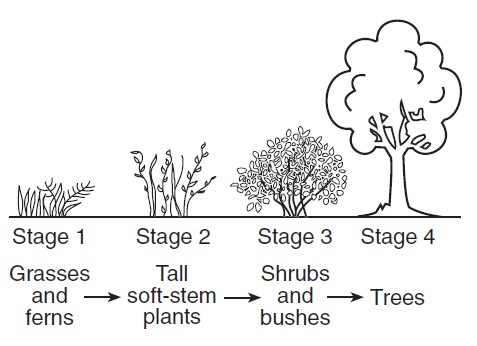 Stage 1 Stage 2 Stage 3 Stage 4
Grasses and ferns
Tall soft-stem plants
Shrubs and bushes
Trees